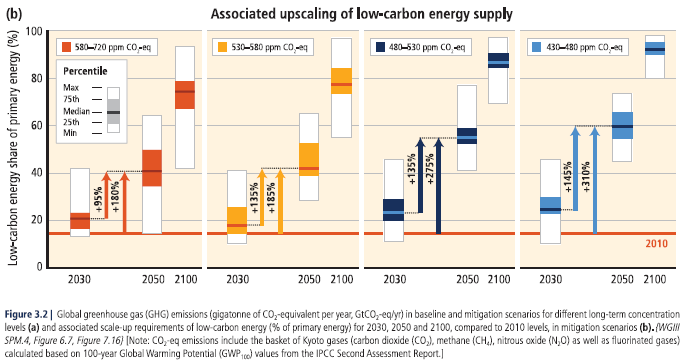 (b) Associated upscaling of low-carbon energy supply
Low-carbon energy share of primary energy (%)
100
80
60
40
20
0
580–720 ppm CO₂-eq
Percentile
Max
75th
Median
25th
Min
+95%
+180%
2030 2050 2100
530–580 ppm CO₂-eq
+135%
+185%
2030 2050 2100
480–530 ppm CO₂-eq
+135%
+275%
2030 2050 2100
430–480 ppm CO₂-eq
+145%
+310%
2010
2030 2050 2100
Figure 3.2 | Global greenhouse gas (GHG) emissions (gigatonne of CO₂-equivalent per year, GtCO₂-eq/yr) in baseline and mitigation scenarios for different long-term concentration
levels (a) and associated scale-up requirements of low-carbon energy (% of primary energy) for 2030, 2050 and 2100, compared to 2010 levels, in mitigation scenarios (b). {WGIII
SPM.4, Figure 6.7, Figure 7.16} [Note: CO₂-eq emissions include the basket of Kyoto gases (carbon dioxide (CO₂), methane (CH₄), nitrous oxide (N₂O) as well as fluorinated gases)
calculated based on 100-year Global Warming Potential (GWP₁₀₀) values from the IPCC Second Assessment Report.]